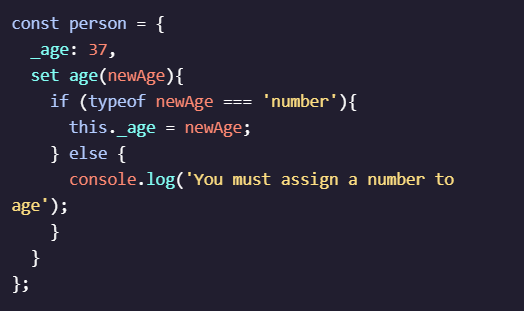 const person = {
  _age: 37,
  set age(newAge){
    if (typeof newAge === 'number'){
      this._age = newAge;
    } else {
      console.log('You must assign a number to
age');
    }
  }
};